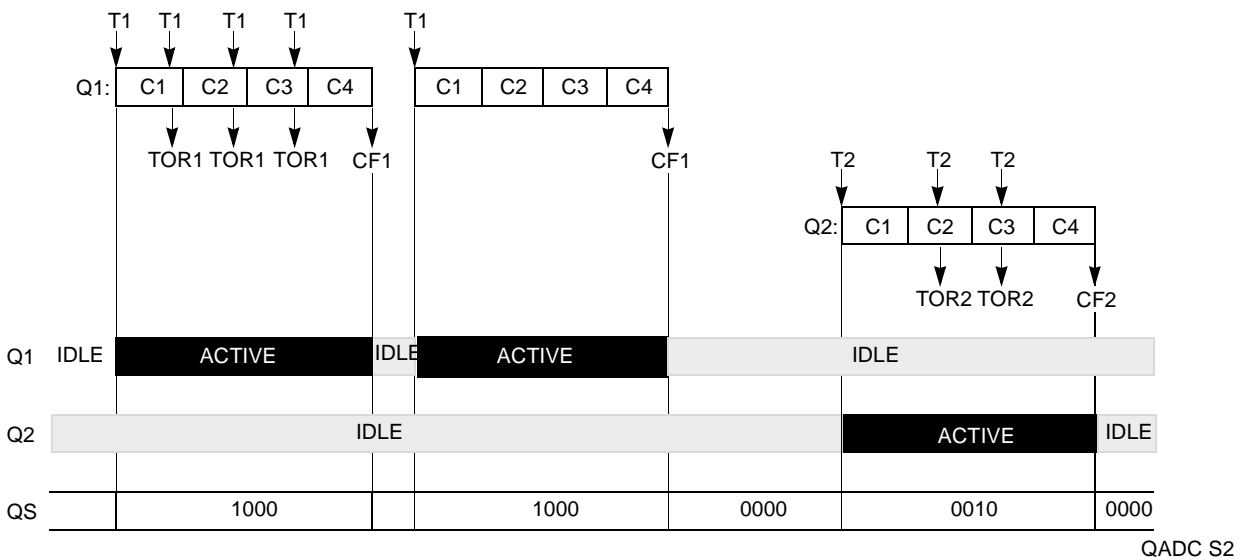 T1 T1 T1 T1 T1
Q1: C1 C2 C3 C4 C1 C2 C3 C4
TOR1 TOR1 TOR1 CF1 CF1
T2 T2 T2
Q2: C1 C2 C3 C4
TOR2 TOR2 CF2
Q1 IDLE ACTIVE IDLE ACTIVE IDLE
Q2 IDLE ACTIVE IDLE
QS 1000 1000 0000 0010 0000
QADC S2